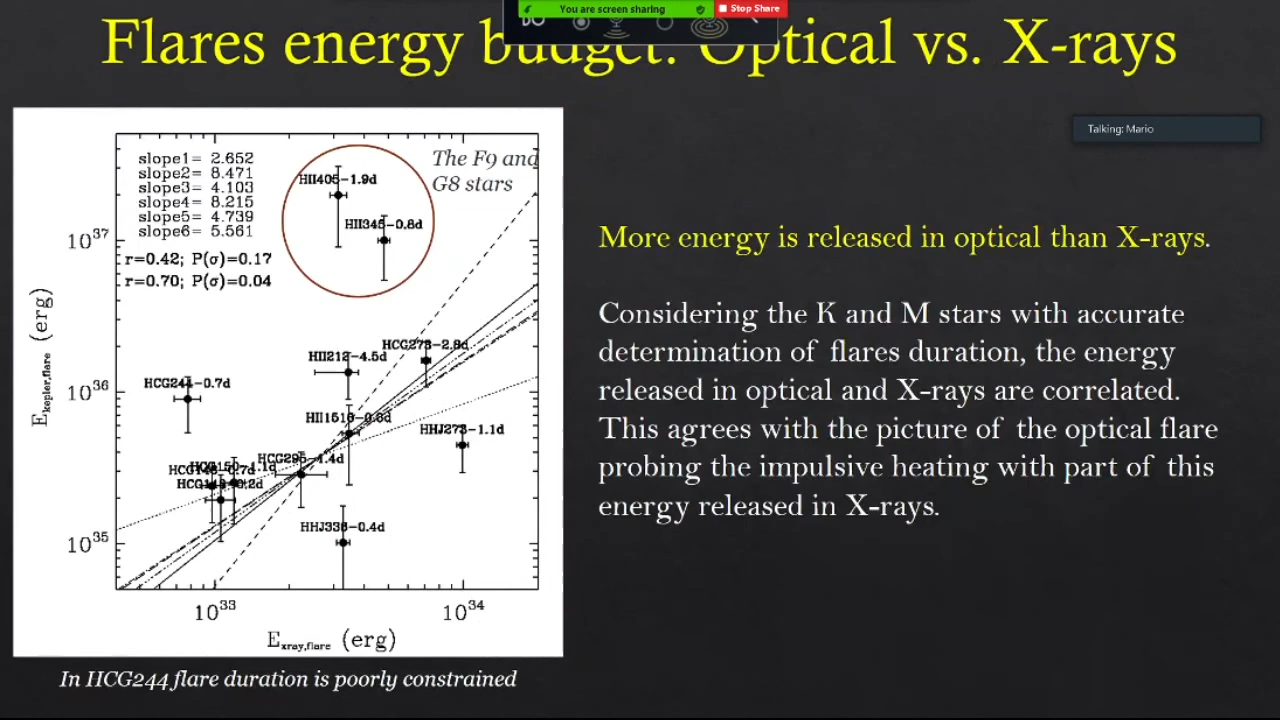 You are screen sharing
Stop Share
Flares energy budget: Optical vs. X-rays
Talking: Mario
slope1= 2.652
slope2= 8.471
slope3= 4.103
slope4= 8.215
slope5= 4.739
slope6= 5.561
r=0.42; P(σ)=0.17
r=0.70; P(σ)=0.04
The F9 and
G8 stars
HII405-1.9d
HII345-0.8d
HII212-4.5d
HCG273-2.8d
HCG244-0.7d
HHJ273-1.1d
HCG295-1.4d
HHJ336-0.4d
10^37
10^36
10^35
E_kepler,flare (erg)
10^33
10^34
E_xray,flare (erg)
In HCG244 flare duration is poorly constrained
More energy is released in optical than X-rays.
Considering the K and M stars with accurate
determination of flares duration, the energy
released in optical and X-rays are correlated.
This agrees with the picture of the optical flare
probing the impulsive heating with part of this
energy released in X-rays.